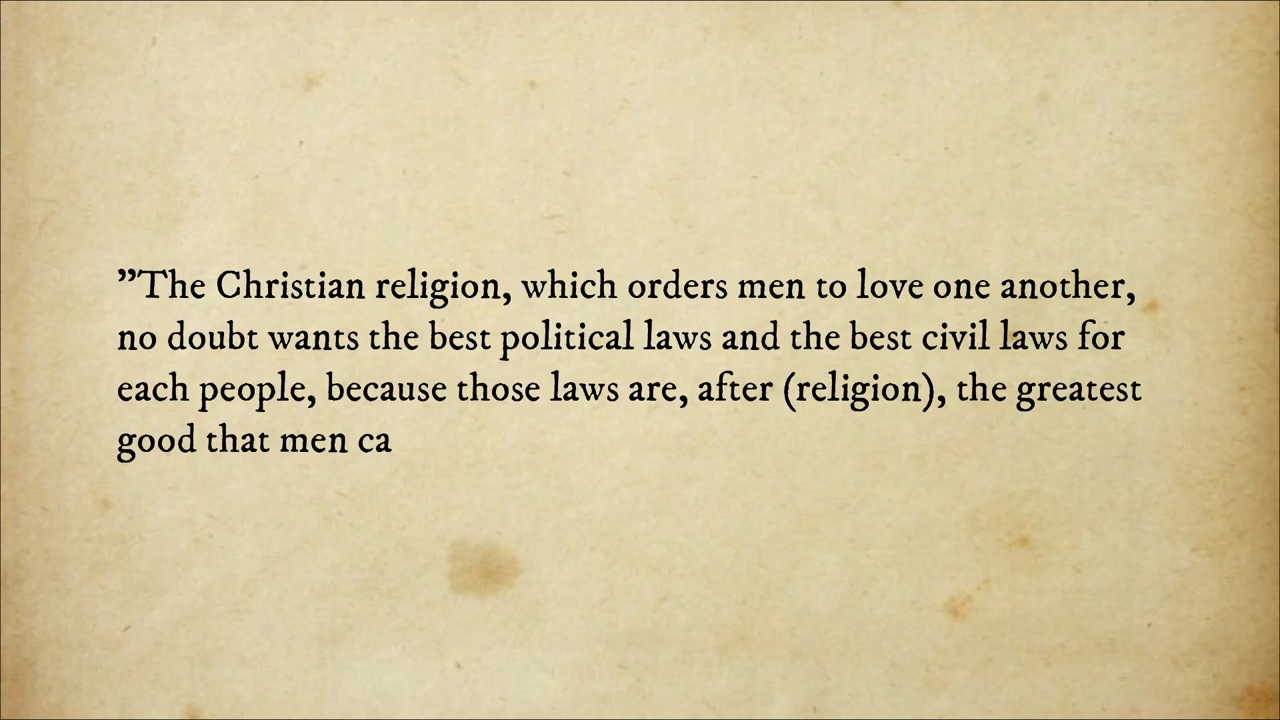 ”The Christian religion, which orders men to love one another,
no doubt wants the best political laws and the best civil laws for
each people, because those laws are, after (religion), the greatest
good that men ca